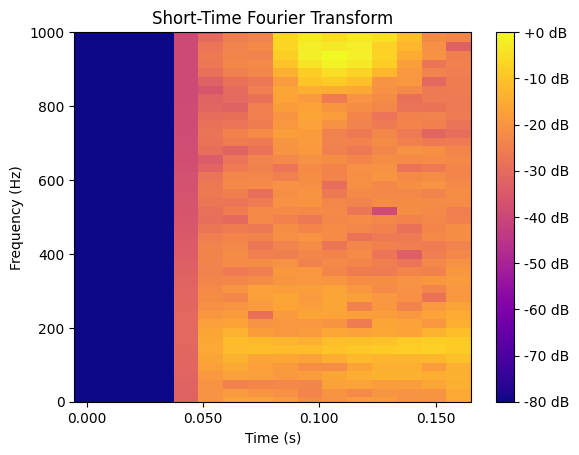 Short-Time Fourier Transform
1000
800
600
400
200
0
Frequency (Hz)
0.000
0.050
0.100
0.150
Time (s)
+0 dB
-10 dB
-20 dB
-30 dB
-40 dB
-50 dB
-60 dB
-70 dB
-80 dB